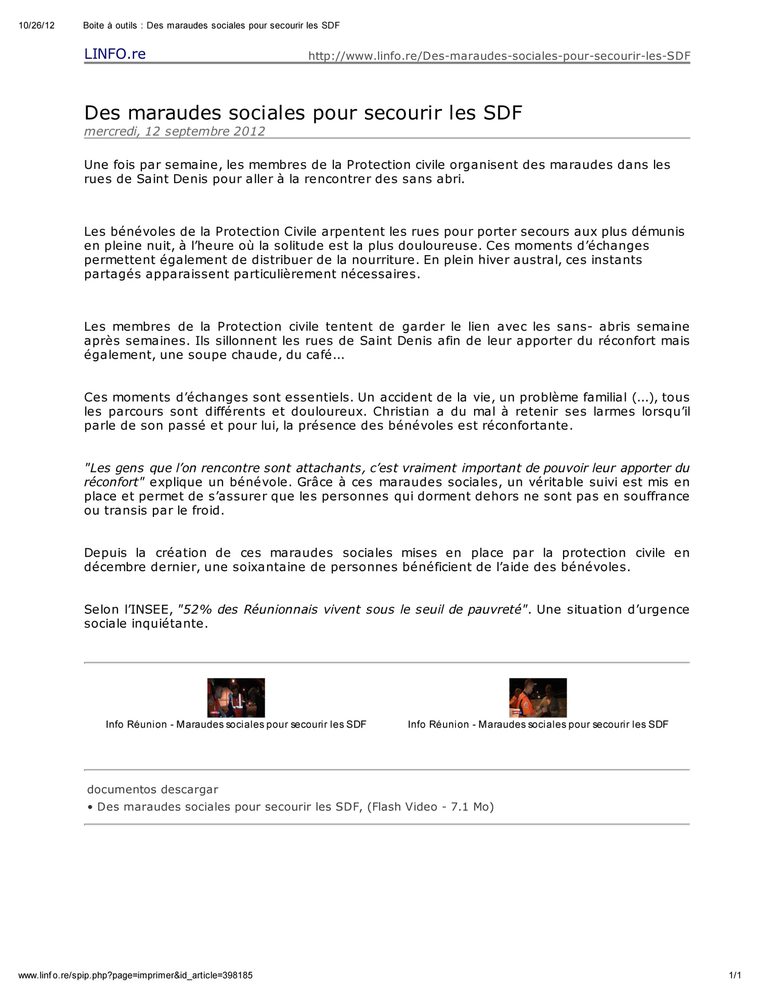 10/26/12 Boite à outils : Des maraudes sociales pour secourir les SDF
LINFO.re http://www.linfo.re/Des-maraudes-sociales-pour-secourir-les-SDF
Des maraudes sociales pour secourir les SDF
mercredi, 12 septembre 2012
Une fois par semaine, les membres de la Protection civile organisent des maraudes dans les
rues de Saint Denis pour aller à la rencontrer des sans abri.
Les bénévoles de la Protection Civile arpentent les rues pour porter secours aux plus démunis
en pleine nuit, à l’heure où la solitude est la plus douloureuse. Ces moments d’échanges
permettent également de distribuer de la nourriture. En plein hiver austral, ces instants
partagés apparaissent particulièrement nécessaires.
Les membres de la Protection civile tentent de garder le lien avec les sans- abris semaine
après semaines. Ils sillonnent les rues de Saint Denis afin de leur apporter du réconfort mais
également, une soupe chaude, du café...
Ces moments d’échanges sont essentiels. Un accident de la vie, un problème familial (...), tous
les parcours sont différents et douloureux. Christian a du mal à retenir ses larmes lorsqu’il
parle de son passé et pour lui, la présence des bénévoles est réconfortante.
"Les gens que l’on rencontre sont attachants, c’est vraiment important de pouvoir leur apporter du
réconfort" explique un bénévole. Grâce à ces maraudes sociales, un véritable suivi est mis en
place et permet de s’assurer que les personnes qui dorment dehors ne sont pas en souffrance
ou transis par le froid.
Depuis la création de ces maraudes sociales mises en place par la protection civile en
décembre dernier, une soixantaine de personnes bénéficient de l’aide des bénévoles.
Selon l’INSEE, "52% des Réunionnais vivent sous le seuil de pauvreté". Une situation d’urgence
sociale inquiétante.
LINFO.re LINFO.re
Info Réunion - Maraudes sociales pour secourir les SDF Info Réunion - Maraudes sociales pour secourir les SDF
documentos descargar
• Des maraudes sociales pour secourir les SDF, (Flash Video - 7.1 Mo)
www.linfo.re/spip.php?page=imprimer&id_article=398185 1/1